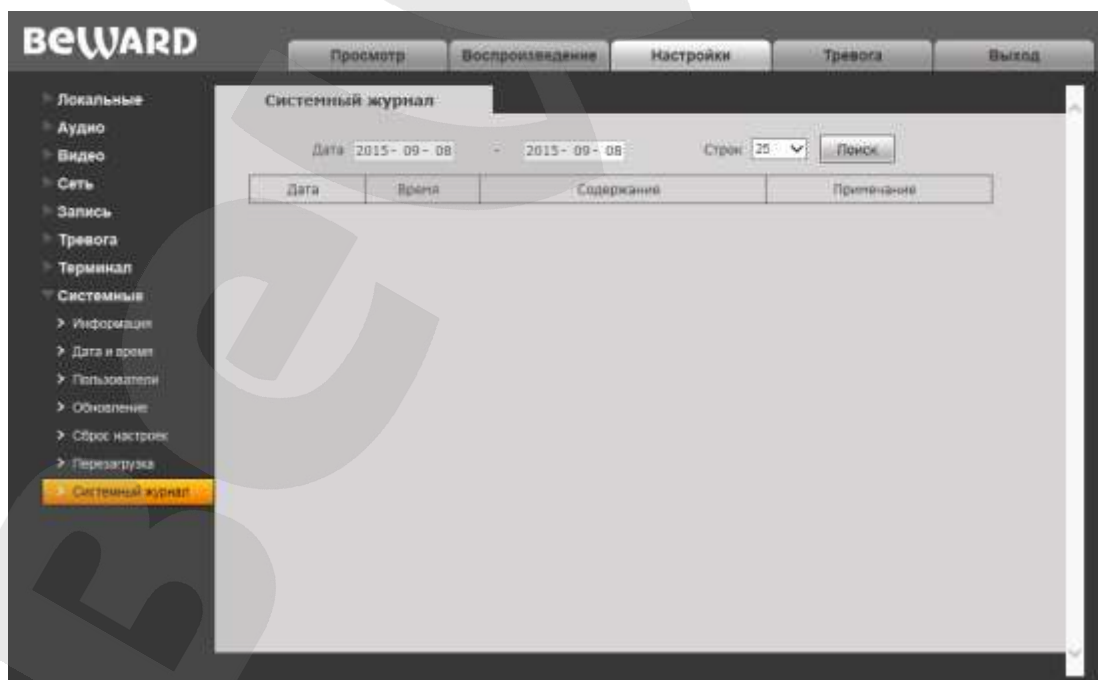 BEWARD
Просмотр Воспроизведение Настройки Тревога Выход
Локальные
Аудио
Видео
Сеть
Запись
Тревога
Терминал
Системные
Информация
Дата и время
Пользователи
Обновление
Сброс настроек
Перезагрузка
Системный журнал
Системный журнал
Дата 2015- 09- 08 - 2015- 09- 08 Строк 25 Поиск
Дата Время Содержание Примечание